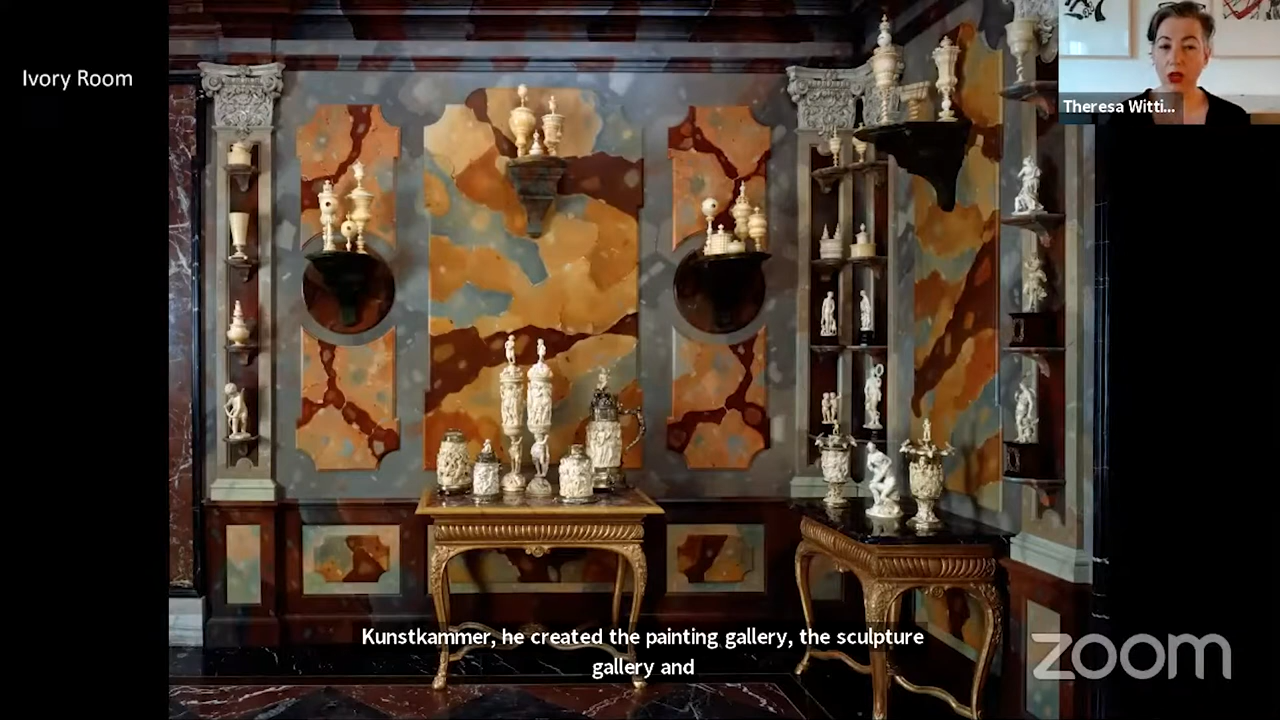 Ivory Room
Theresa Witti...
Kunstkammer, he created the painting gallery, the sculpture
gallery and
zoom